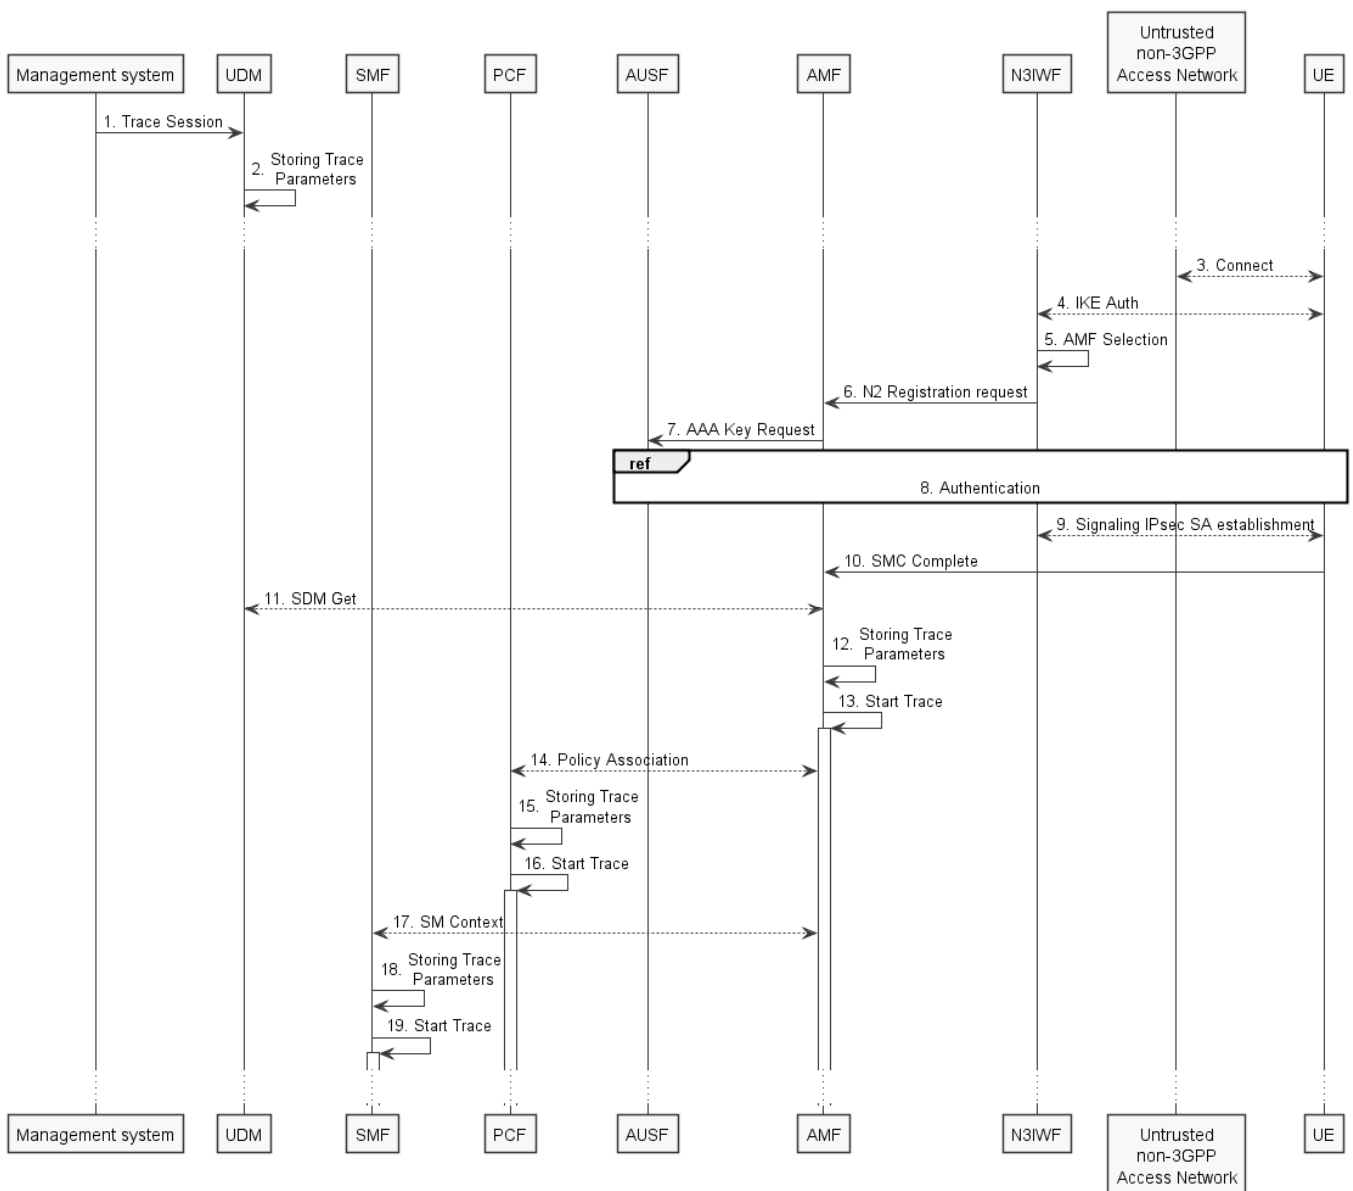 Untrusted
non-3GPP
Access Network
Management system
UDM
SMF
PCF
AUSF
AMF
N3IWF
UE
1. Trace Session
2. Storing Trace
Parameters
3. Connect
4. IKE Auth
5. AMF Selection
6. N2 Registration request
7. AAA Key Request
ref
8. Authentication
9. Signaling IPsec SA establishment
10. SMC Complete
11. SDM Get
12. Storing Trace
Parameters
13. Start Trace
14. Policy Association
15. Storing Trace
Parameters
16. Start Trace
17. SM Context
18. Storing Trace
Parameters
19. Start Trace
Management system
UDM
SMF
PCF
AUSF
AMF
N3IWF
Untrusted
non-3GPP
Access Network
UE